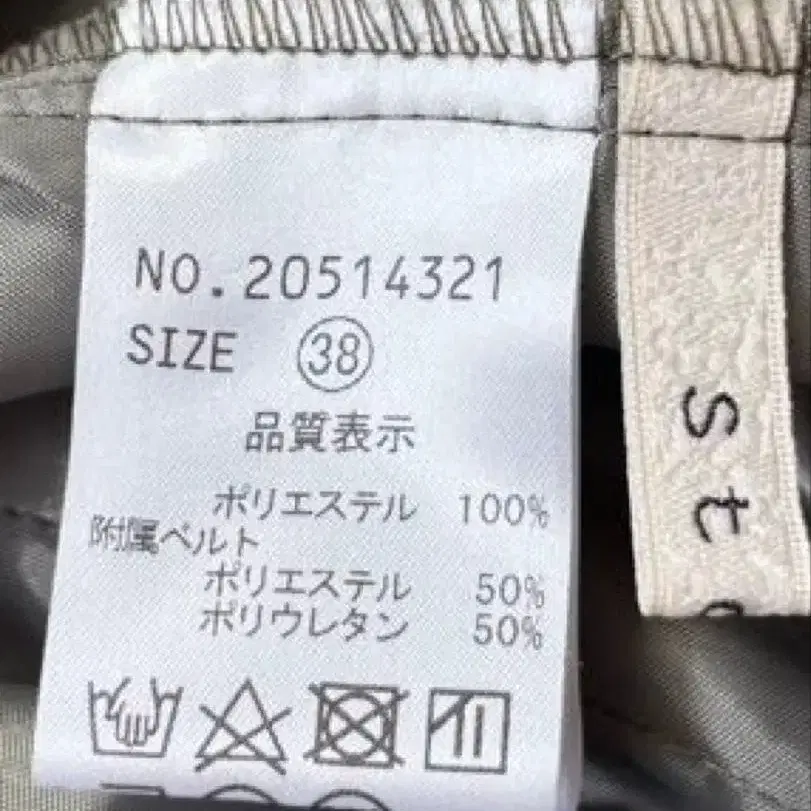 NO.20514321
SIZE 38
品質表示
ポリエステル 100%
附属ベルト
ポリエステル 50%
ポリウレタン 50%
st